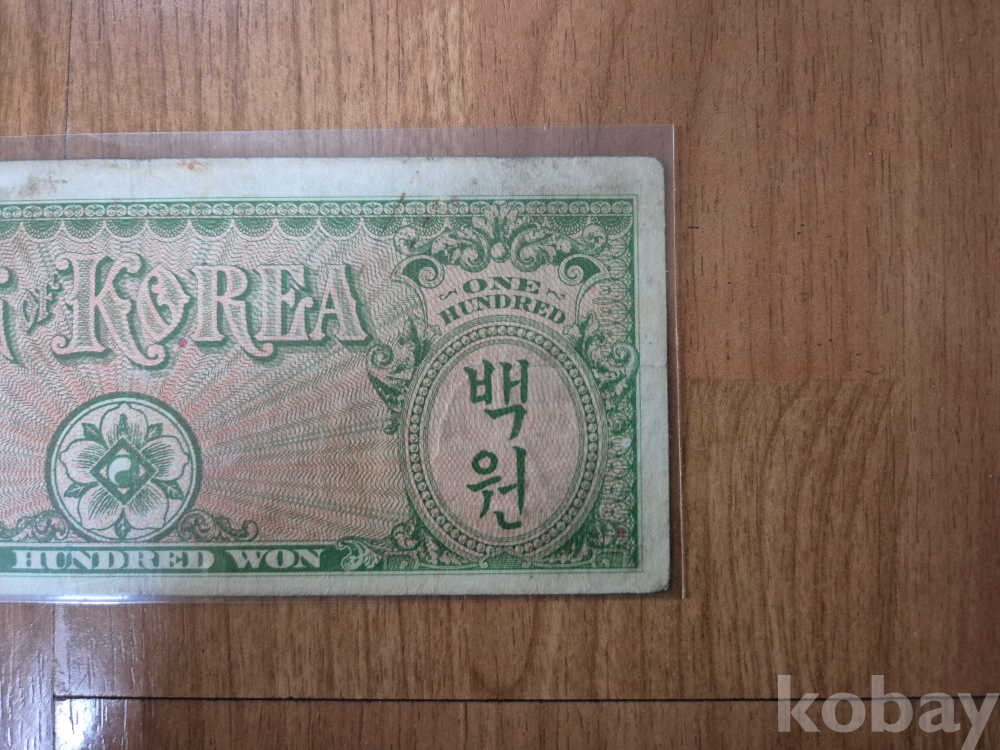 KOREA
ONE
HUNDRED
백
원
HUNDRED WON
kobay